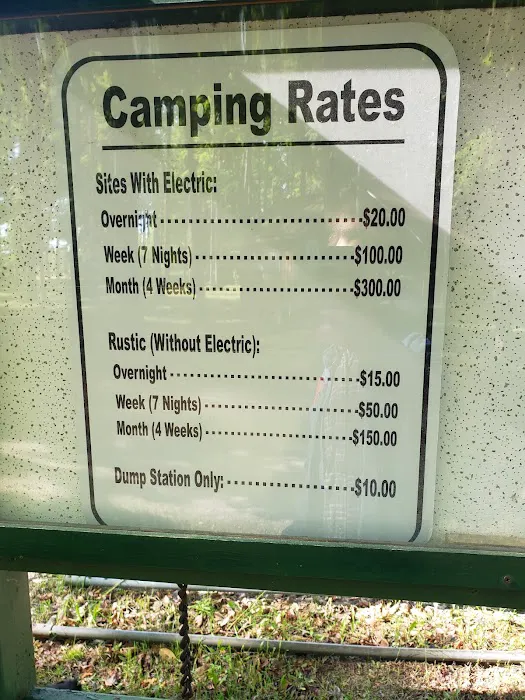 Camping Rates
Sites With Electric:
Overnight ............................ $20.00
Week (7 Nights) ...................... $100.00
Month (4 Weeks) ..................... $300.00
Rustic (Without Electric):
Overnight ............................ $15.00
Week (7 Nights) ...................... $50.00
Month (4 Weeks) ..................... $150.00
Dump Station Only: .................. $10.00